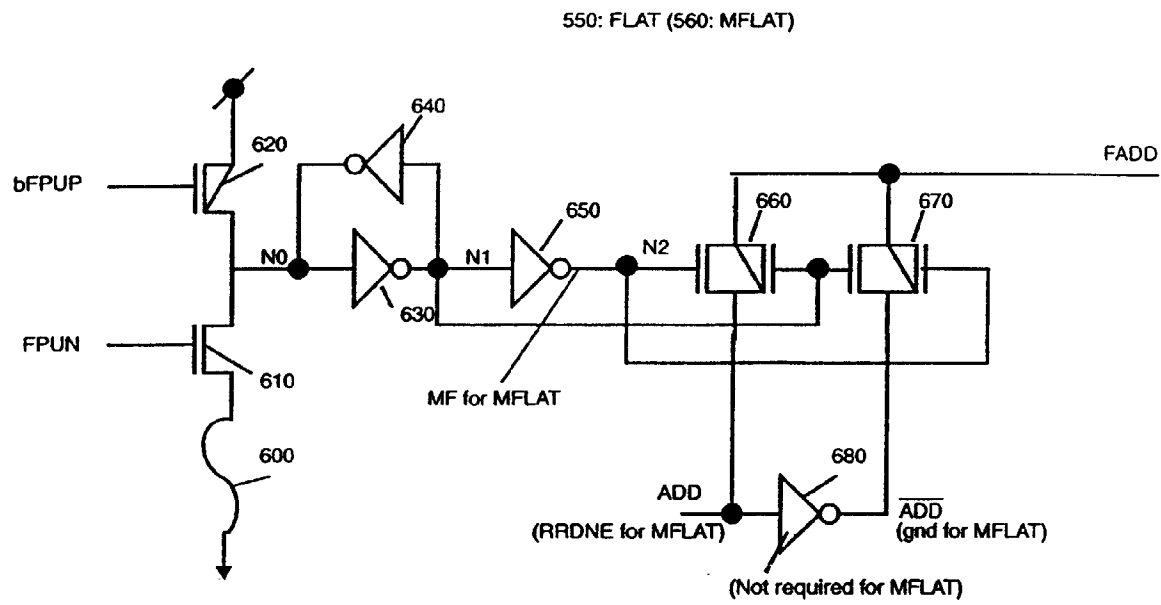 550: FLAT (560: MFLAT)
640
620
FADD
bFPUP
650
660
670
N0
N1
N2
630
FPUN
610
MF for MFLAT
600
680
ADD
ADD
(RRDNE for MFLAT)
(gnd for MFLAT)
(Not required for MFLAT)